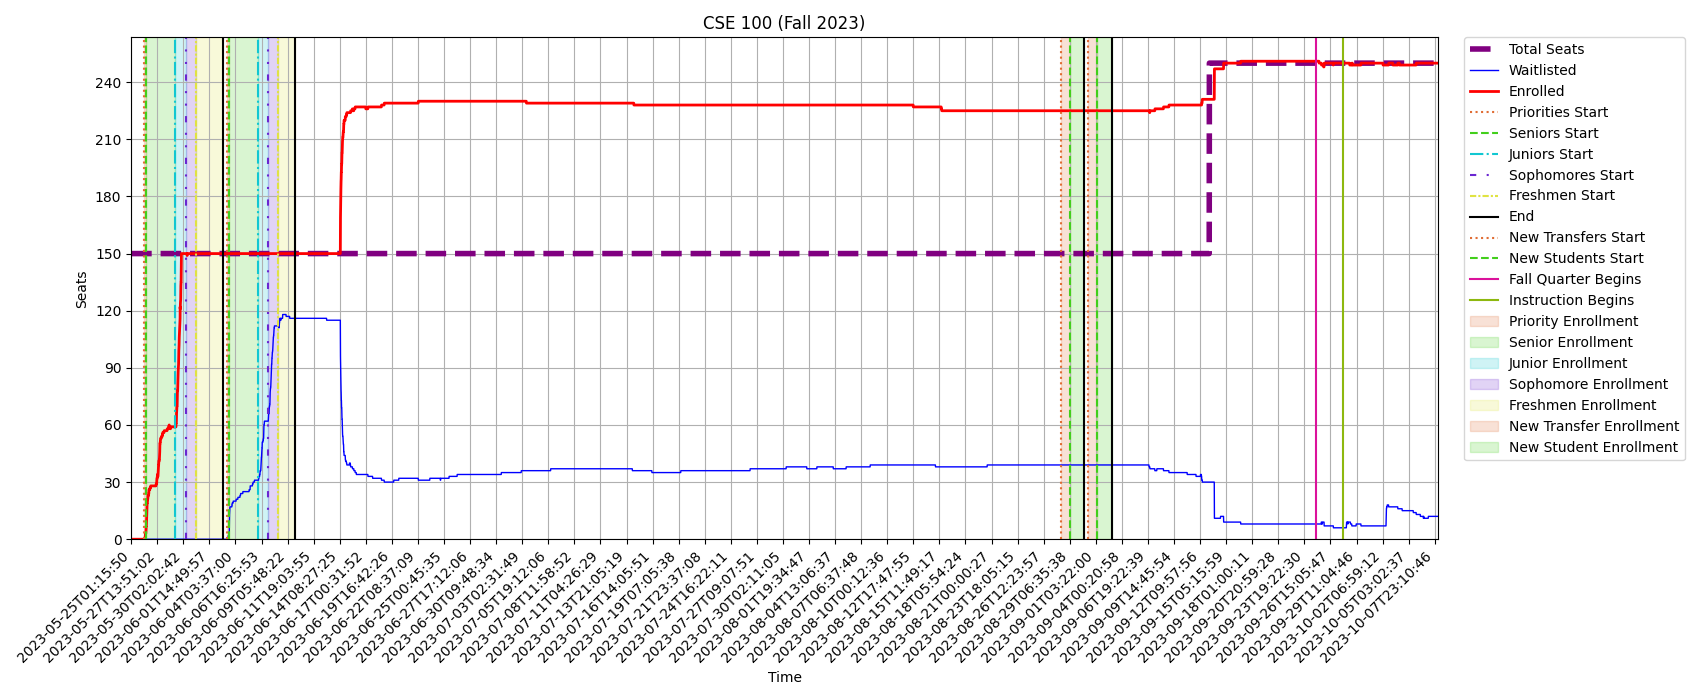 CSE 100 (Fall 2023)
Seats
240
210
180
150
120
90
60
30
0
2023-05-25T01:15:50
2023-05-27T13:51:02
2023-05-30T02:02:42
2023-06-01T14:49:57
2023-06-04T03:37:00
2023-06-06T16:25:53
2023-06-09T05:48:22
2023-06-11T19:03:55
2023-06-14T08:27:25
2023-06-17T00:31:52
2023-06-19T16:42:26
2023-06-22T08:37:09
2023-06-25T00:45:35
2023-06-27T17:12:06
2023-06-30T09:48:34
2023-07-03T02:31:49
2023-07-05T19:12:06
2023-07-08T11:58:52
2023-07-11T04:26:29
2023-07-13T21:05:19
2023-07-16T14:05:51
2023-07-19T07:05:38
2023-07-21T23:37:08
2023-07-24T16:22:11
2023-07-27T09:07:51
2023-07-30T02:11:05
2023-08-01T19:34:47
2023-08-04T13:06:37
2023-08-07T06:37:48
2023-08-10T00:12:36
2023-08-12T17:47:55
2023-08-15T11:49:17
2023-08-18T05:54:24
2023-08-21T00:00:27
2023-08-23T18:05:15
2023-08-26T12:23:57
2023-08-29T06:35:38
2023-09-01T03:22:00
2023-09-04T00:20:58
2023-09-06T19:22:39
2023-09-09T14:45:54
2023-09-12T09:57:56
2023-09-15T05:15:59
2023-09-18T01:00:11
2023-09-20T20:59:28
2023-09-23T19:22:30
2023-09-26T15:05:47
2023-09-29T11:04:46
2023-10-02T06:59:12
2023-10-05T03:02:37
2023-10-07T23:10:46
Time
Total Seats
Waitlisted
Enrolled
Priorities Start
Seniors Start
Juniors Start
Sophomores Start
Freshmen Start
End
New Transfers Start
New Students Start
Fall Quarter Begins
Instruction Begins
Priority Enrollment
Senior Enrollment
Junior Enrollment
Sophomore Enrollment
Freshmen Enrollment
New Transfer Enrollment
New Student Enrollment